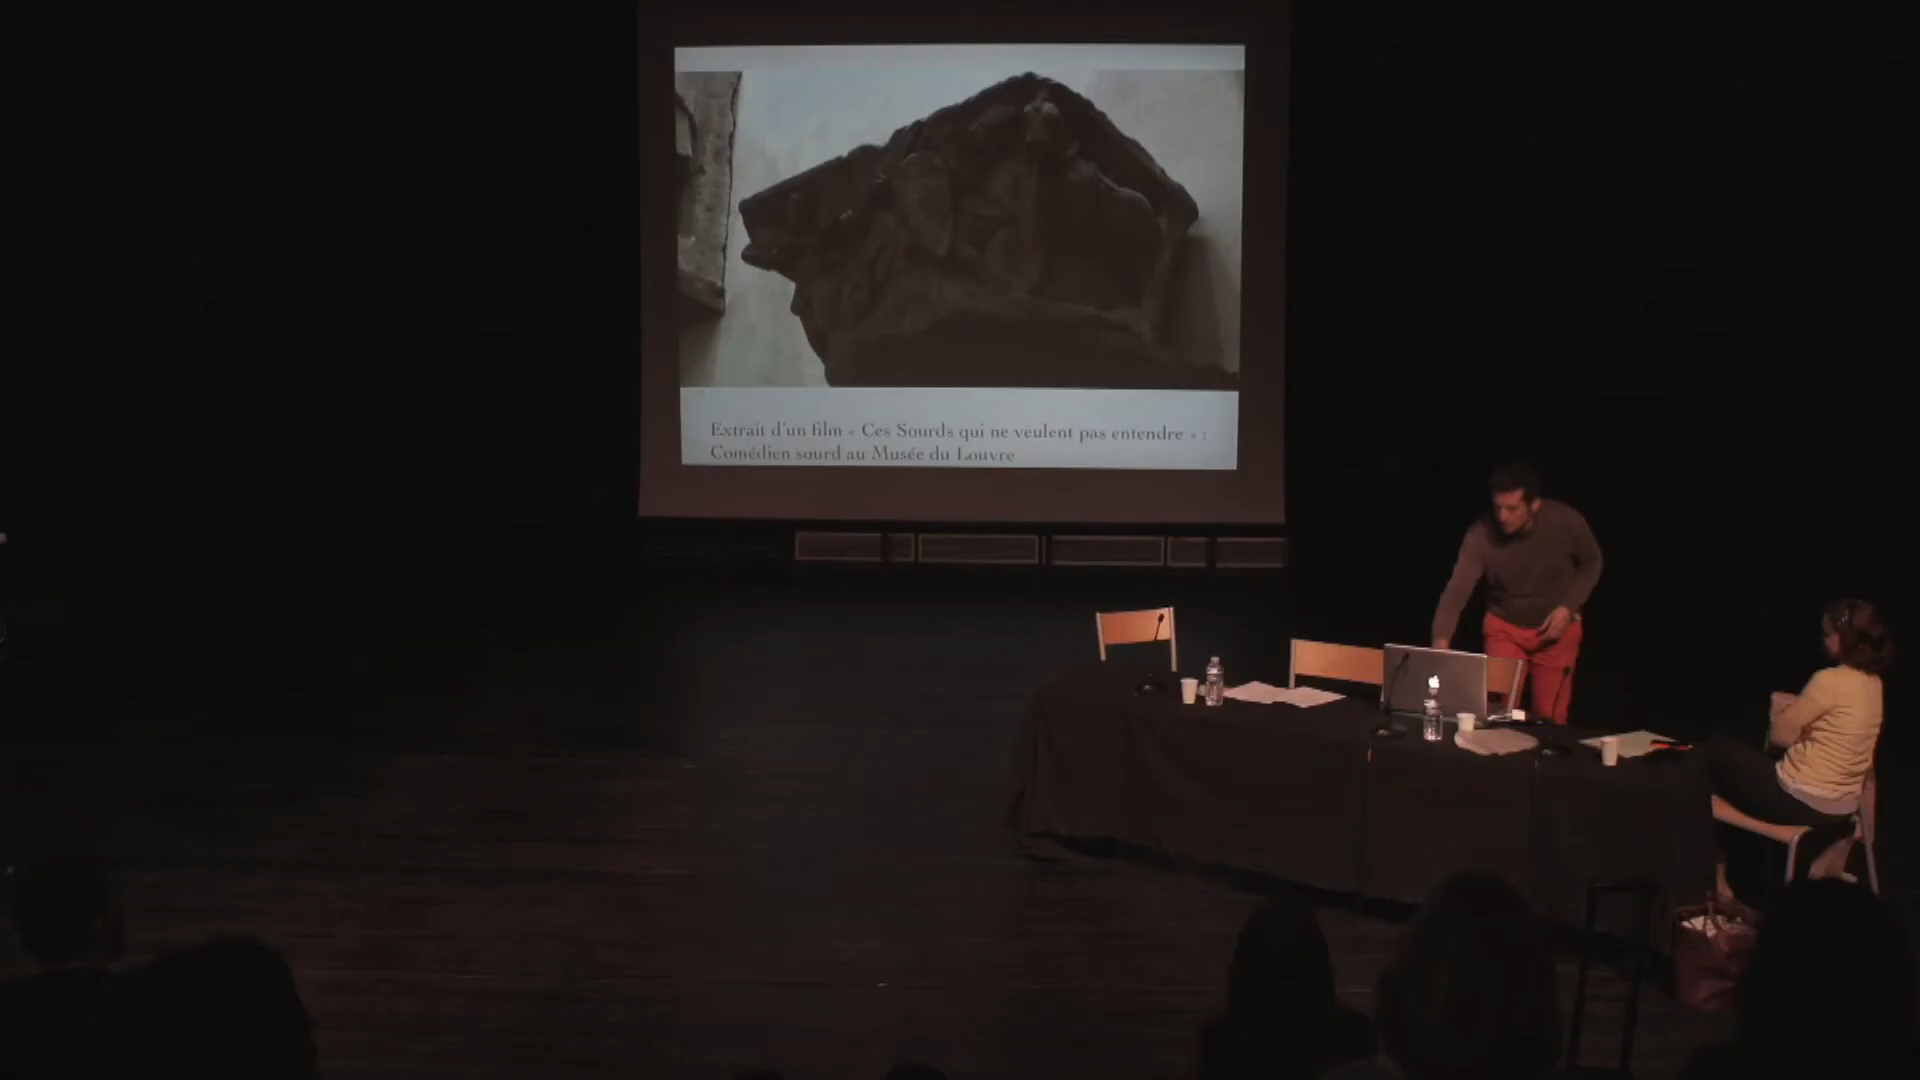 Extrait d'un film « Ces Sourds qui ne veulent pas entendre » :
Comédien sourd au Musée du Louvre